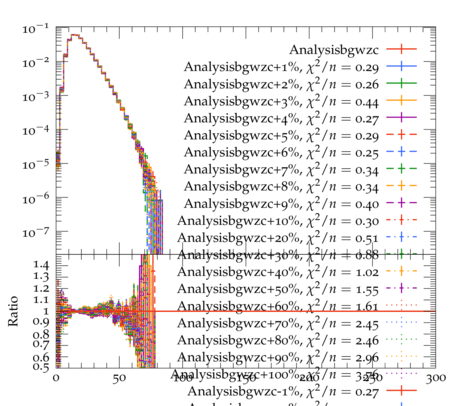 10⁻¹
Analysisbgwzc
Analysisbgwzc+1%, χ²/n = 0.29
10⁻²
Analysisbgwzc+2%, χ²/n = 0.26
Analysisbgwzc+3%, χ²/n = 0.44
10⁻³
Analysisbgwzc+4%, χ²/n = 0.27
Analysisbgwzc+5%, χ²/n = 0.29
10⁻⁴
Analysisbgwzc+6%, χ²/n = 0.25
Analysisbgwzc+7%, χ²/n = 0.34
10⁻⁵
Analysisbgwzc+8%, χ²/n = 0.34
Analysisbgwzc+9%, χ²/n = 0.40
10⁻⁶
Analysisbgwzc+10%, χ²/n = 0.30
Analysisbgwzc+20%, χ²/n = 0.51
10⁻⁷
Analysisbgwzc+30%, χ²/n = 0.88
1.4
Analysisbgwzc+40%, χ²/n = 1.02
1.3
1.2
Analysisbgwzc+50%, χ²/n = 1.55
1.1
Analysisbgwzc+60%, χ²/n = 1.61
Ratio
1
0.9
Analysisbgwzc+70%, χ²/n = 2.45
0.8
Analysisbgwzc+80%, χ²/n = 2.46
0.7
0.6
Analysisbgwzc+90%, χ²/n = 2.96
0.5
Analysisbgwzc+100%, χ²/n =
0 50 300
Analysisbgwzc-1%, χ²/n = 0.27